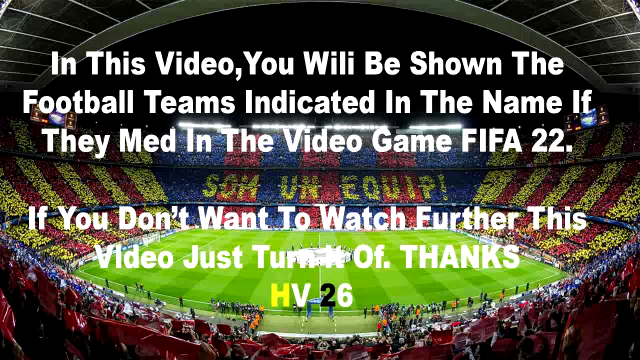 In This Video,You Wili Be Shown The
Football Teams Indicated In The Name If
They Med In The Video Game FIFA 22.
SOM UN EQUIP!
If You Don't Want To Watch Further This
Video Just Turn It Of. THANKS
HV 26